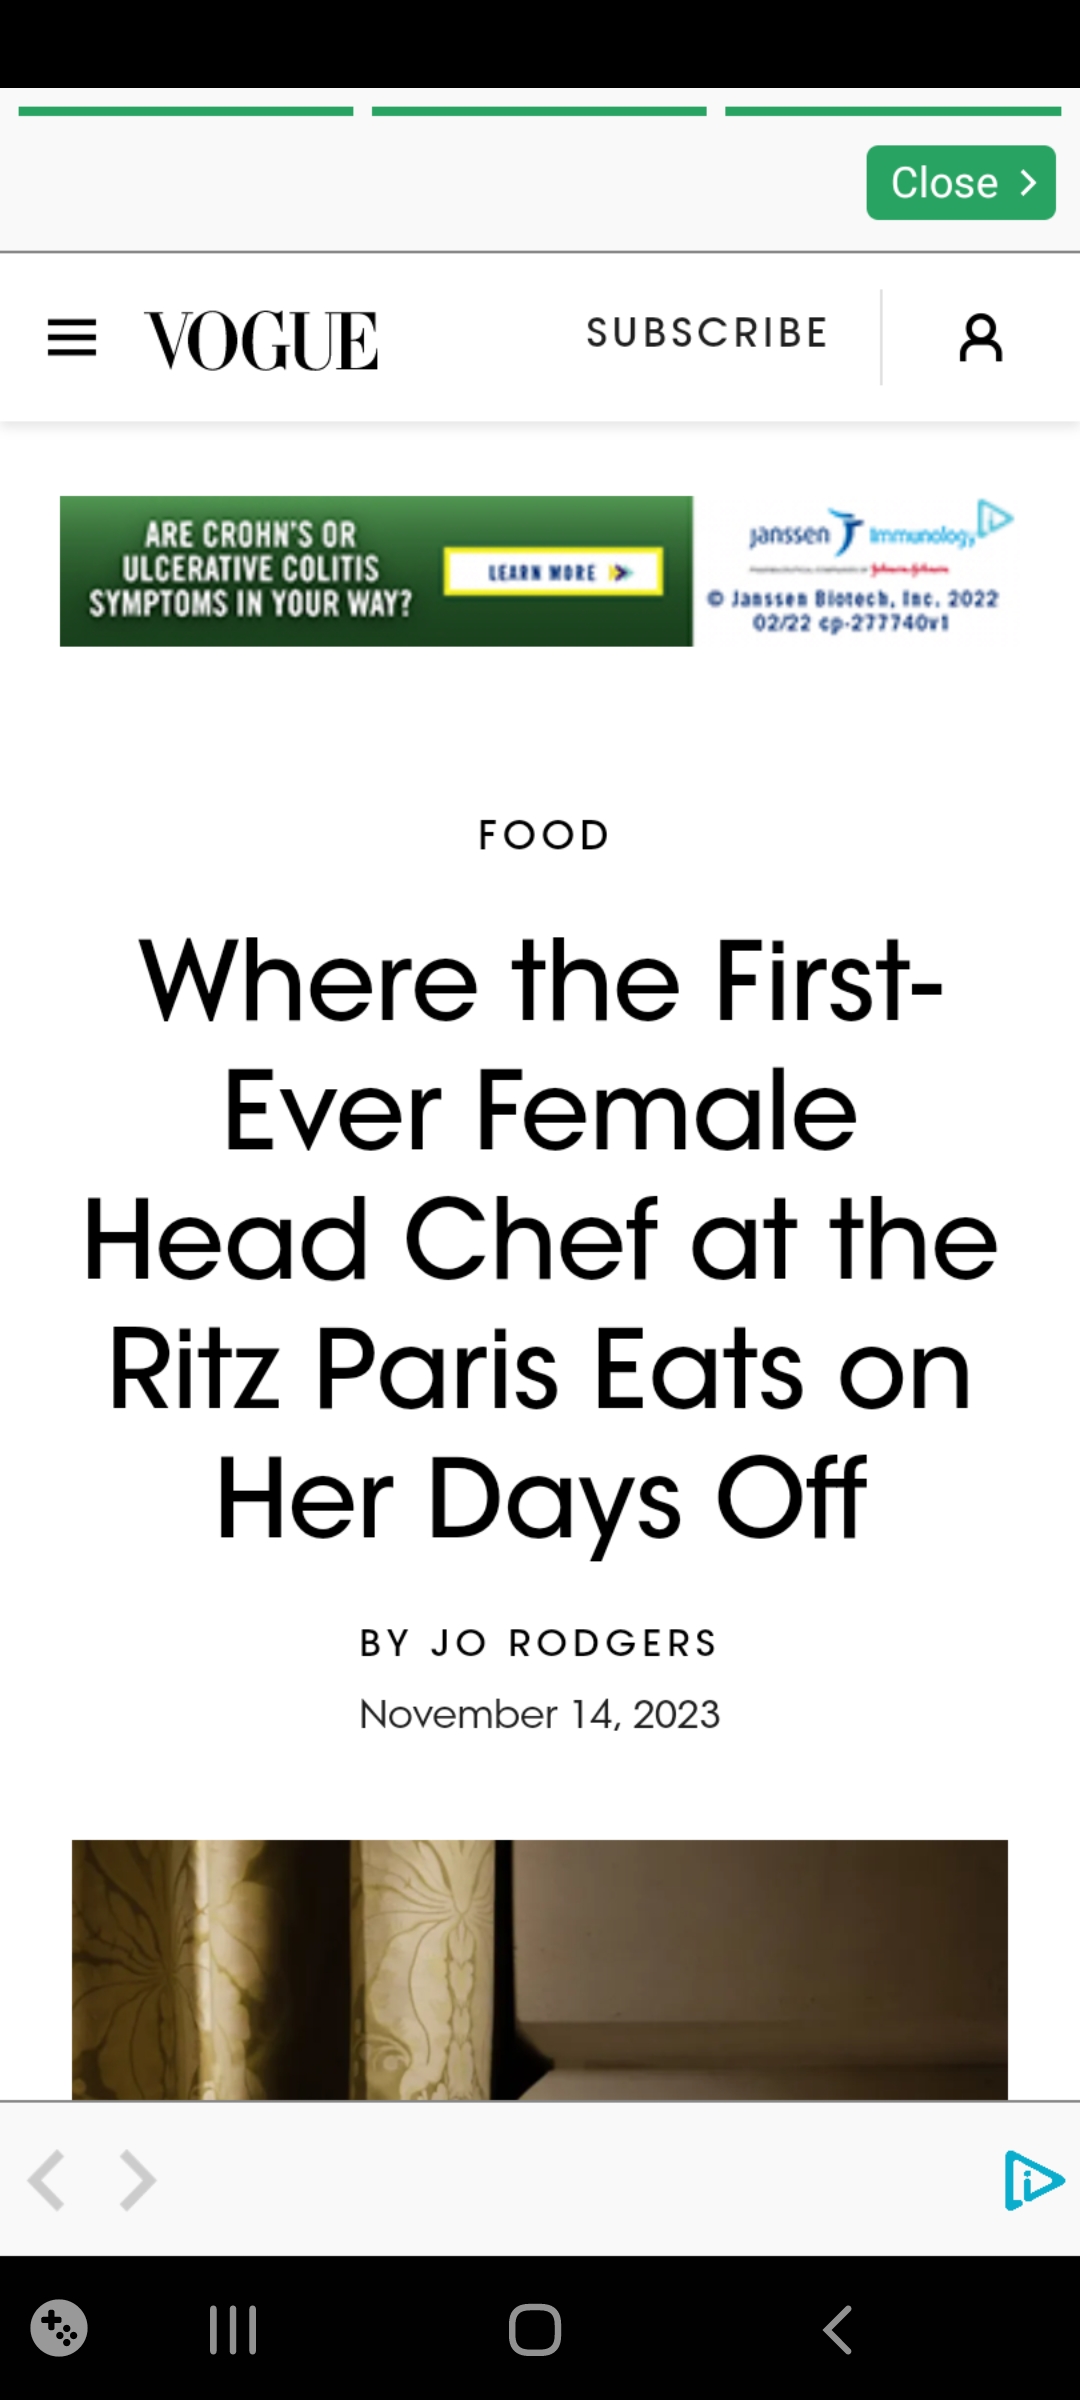 Close
VOGUE
SUBSCRIBE
ARE CROHN'S OR
ULCERATIVE COLITIS
SYMPTOMS IN YOUR WAY?
LEARN MORE
Janssen Immunology
© Janssen Biotech, Inc. 2022
02/22 cp-277740v1
FOOD
Where the First-
Ever Female
Head Chef at the
Ritz Paris Eats on
Her Days Off
BY JO RODGERS
November 14, 2023